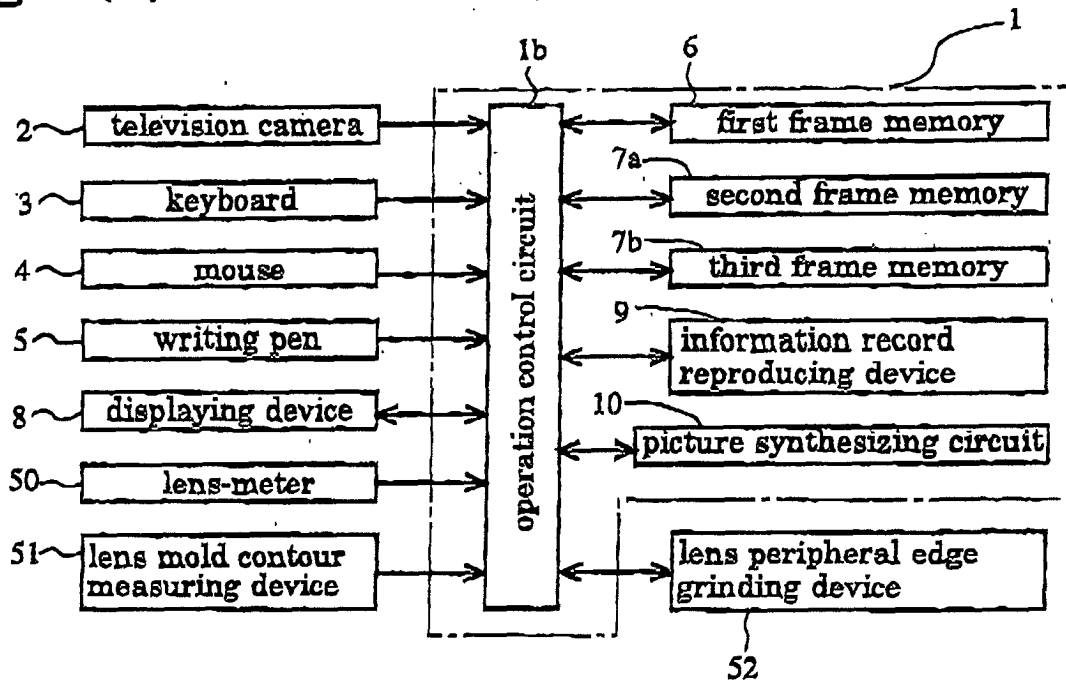 1
1b
6
2 television camera
first frame memory
7a
3 keyboard
second frame memory
7b
4 mouse
third frame memory
9
5 writing pen
information record
reproducing device
8 displaying device
10
picture synthesizing circuit
50 lens-meter
operation control circuit
51 lens mold contour
measuring device
lens peripheral edge
grinding device
52